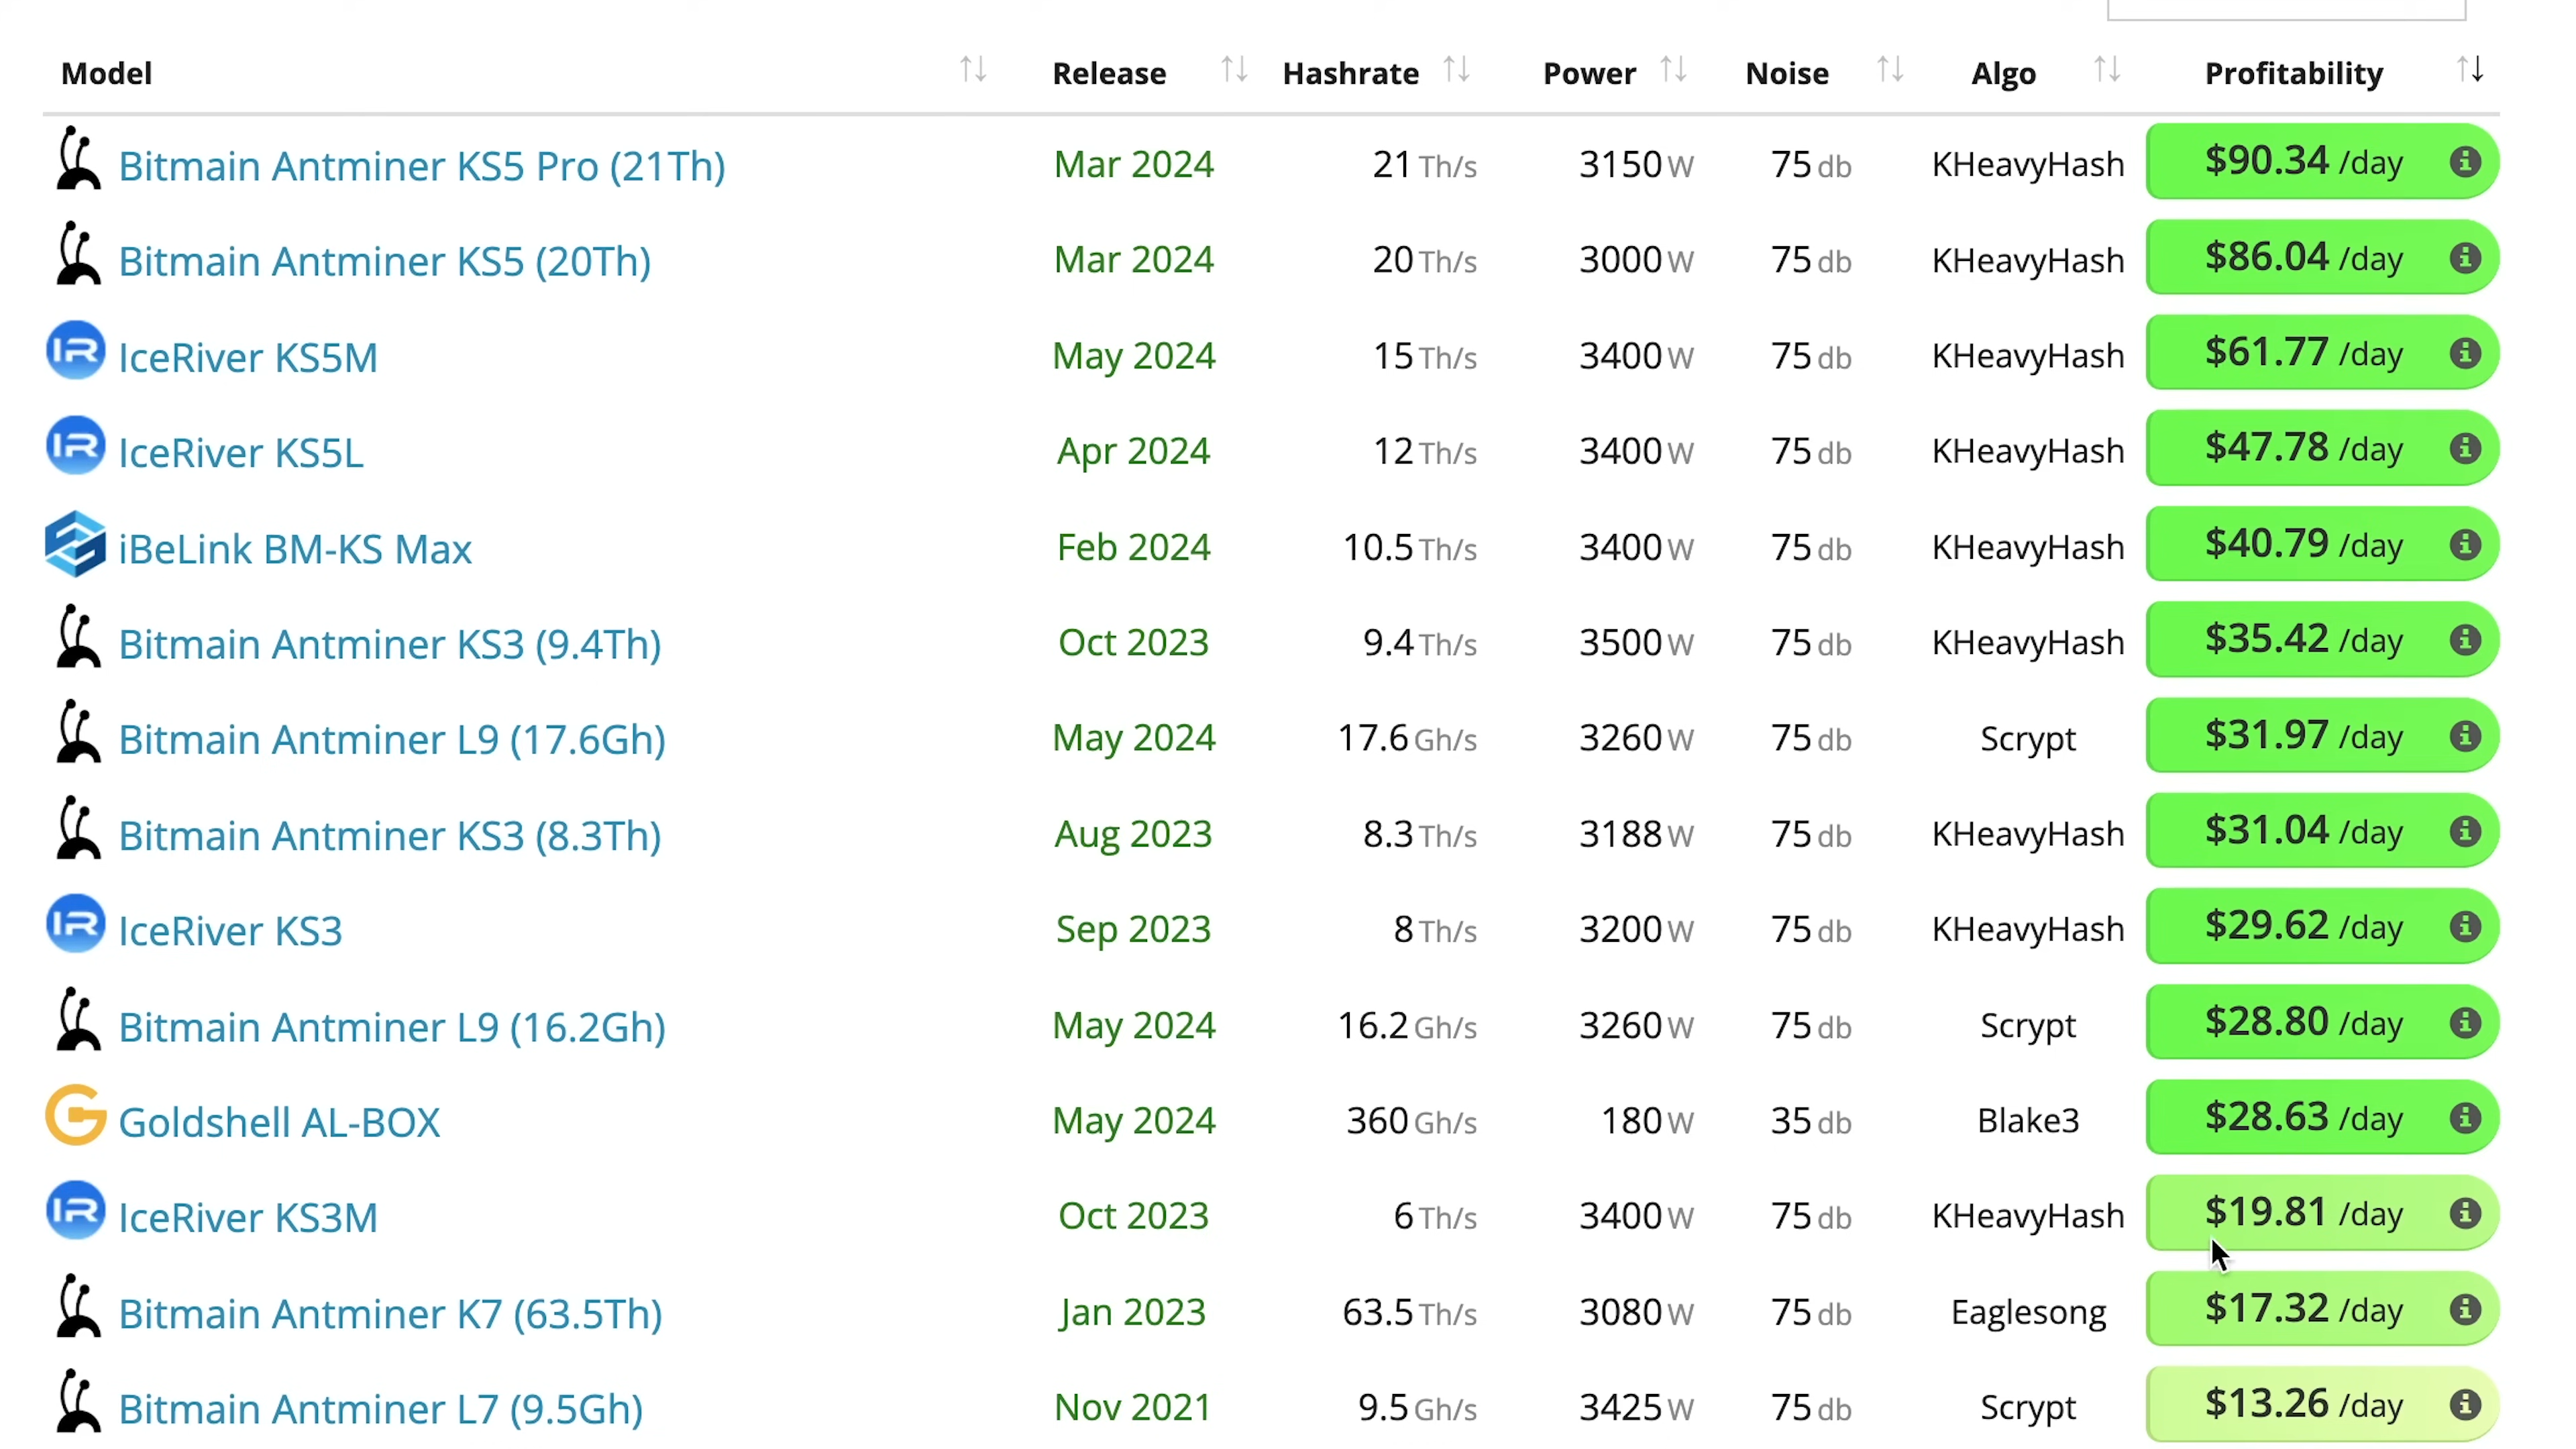 Model Release Hashrate Power Noise Algo Profitability
Bitmain Antminer KS5 Pro (21Th) Mar 2024 21 Th/s 3150 W 75 db KHeavyHash $90.34 /day
Bitmain Antminer KS5 (20Th) Mar 2024 20 Th/s 3000 W 75 db KHeavyHash $86.04 /day
IceRiver KS5M May 2024 15 Th/s 3400 W 75 db KHeavyHash $61.77 /day
IceRiver KS5L Apr 2024 12 Th/s 3400 W 75 db KHeavyHash $47.78 /day
iBeLink BM-KS Max Feb 2024 10.5 Th/s 3400 W 75 db KHeavyHash $40.79 /day
Bitmain Antminer KS3 (9.4Th) Oct 2023 9.4 Th/s 3500 W 75 db KHeavyHash $35.42 /day
Bitmain Antminer L9 (17.6Gh) May 2024 17.6 Gh/s 3260 W 75 db Scrypt $31.97 /day
Bitmain Antminer KS3 (8.3Th) Aug 2023 8.3 Th/s 3188 W 75 db KHeavyHash $31.04 /day
IceRiver KS3 Sep 2023 8 Th/s 3200 W 75 db KHeavyHash $29.62 /day
Bitmain Antminer L9 (16.2Gh) May 2024 16.2 Gh/s 3260 W 75 db Scrypt $28.80 /day
Goldshell AL-BOX May 2024 360 Gh/s 180 W 35 db Blake3 $28.63 /day
IceRiver KS3M Oct 2023 6 Th/s 3400 W 75 db KHeavyHash $19.81 /day
Bitmain Antminer K7 (63.5Th) Jan 2023 63.5 Th/s 3080 W 75 db Eaglesong $17.32 /day
Bitmain Antminer L7 (9.5Gh) Nov 2021 9.5 Gh/s 3425 W 75 db Scrypt $13.26 /day